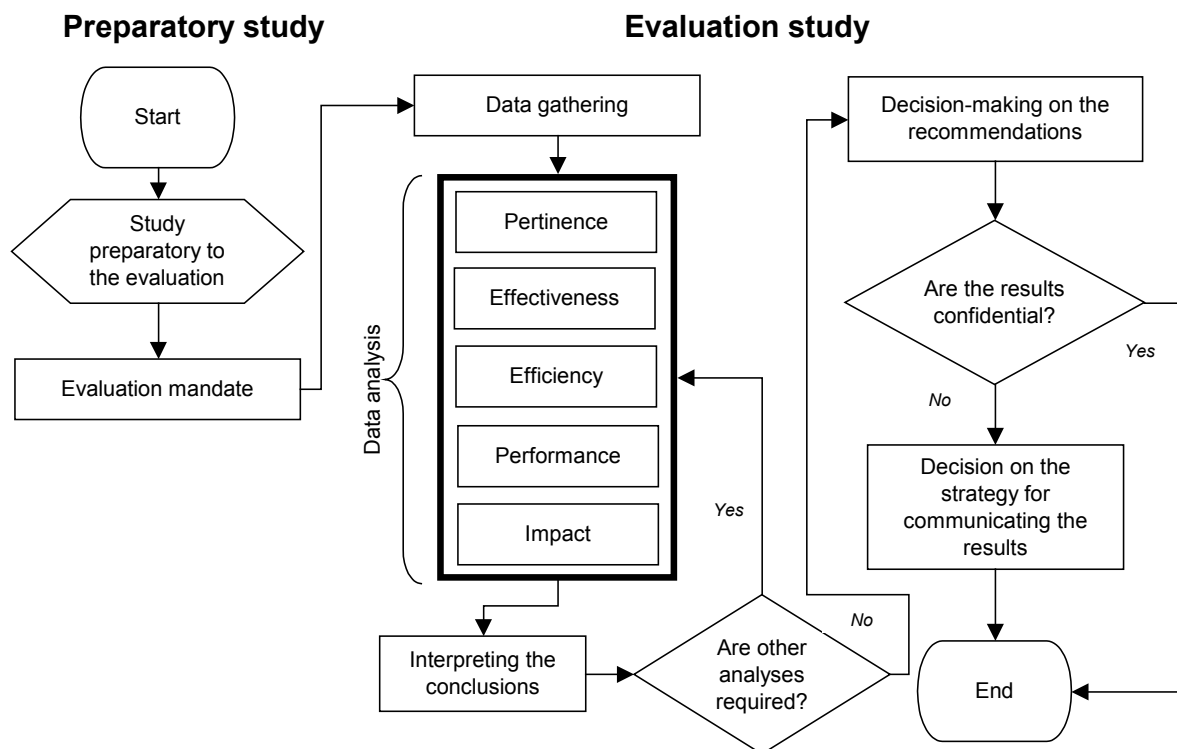 Preparatory study
Evaluation study
Start
Study
preparatory to
the evaluation
Evaluation mandate
Data gathering
Data analysis
Pertinence
Effectiveness
Efficiency
Performance
Impact
Interpreting the
conclusions
Are other
analyses
required?
Yes
No
Decision-making on the
recommendations
Are the results
confidential?
Yes
No
Decision on the
strategy for
communicating the
results
End